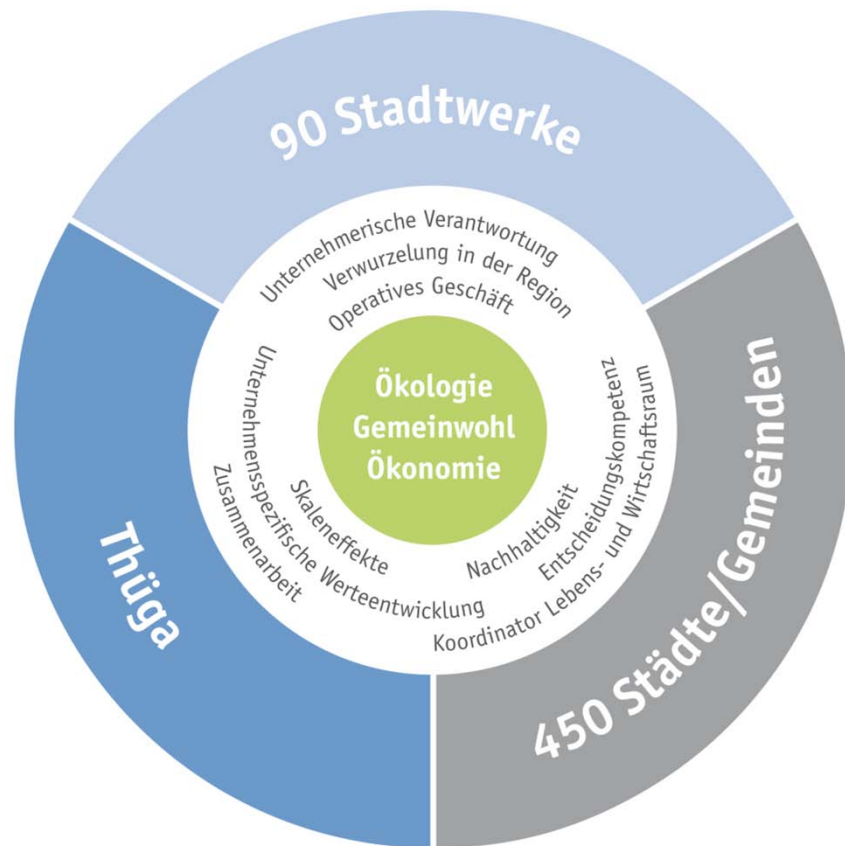 90 Stadtwerke
Unternehmerische Verantwortung
Verwurzelung in der Region
Operatives Geschäft
Ökologie
Gemeinwohl
Ökonomie
450 Städte/Gemeinden
Nachhaltigkeit
Entscheidungskompetenz
Koordinator Lebens- und Wirtschaftsraum
Thüga
Skaleneffekte
Unternehmensspezifische Werteentwicklung
Zusammenarbeit